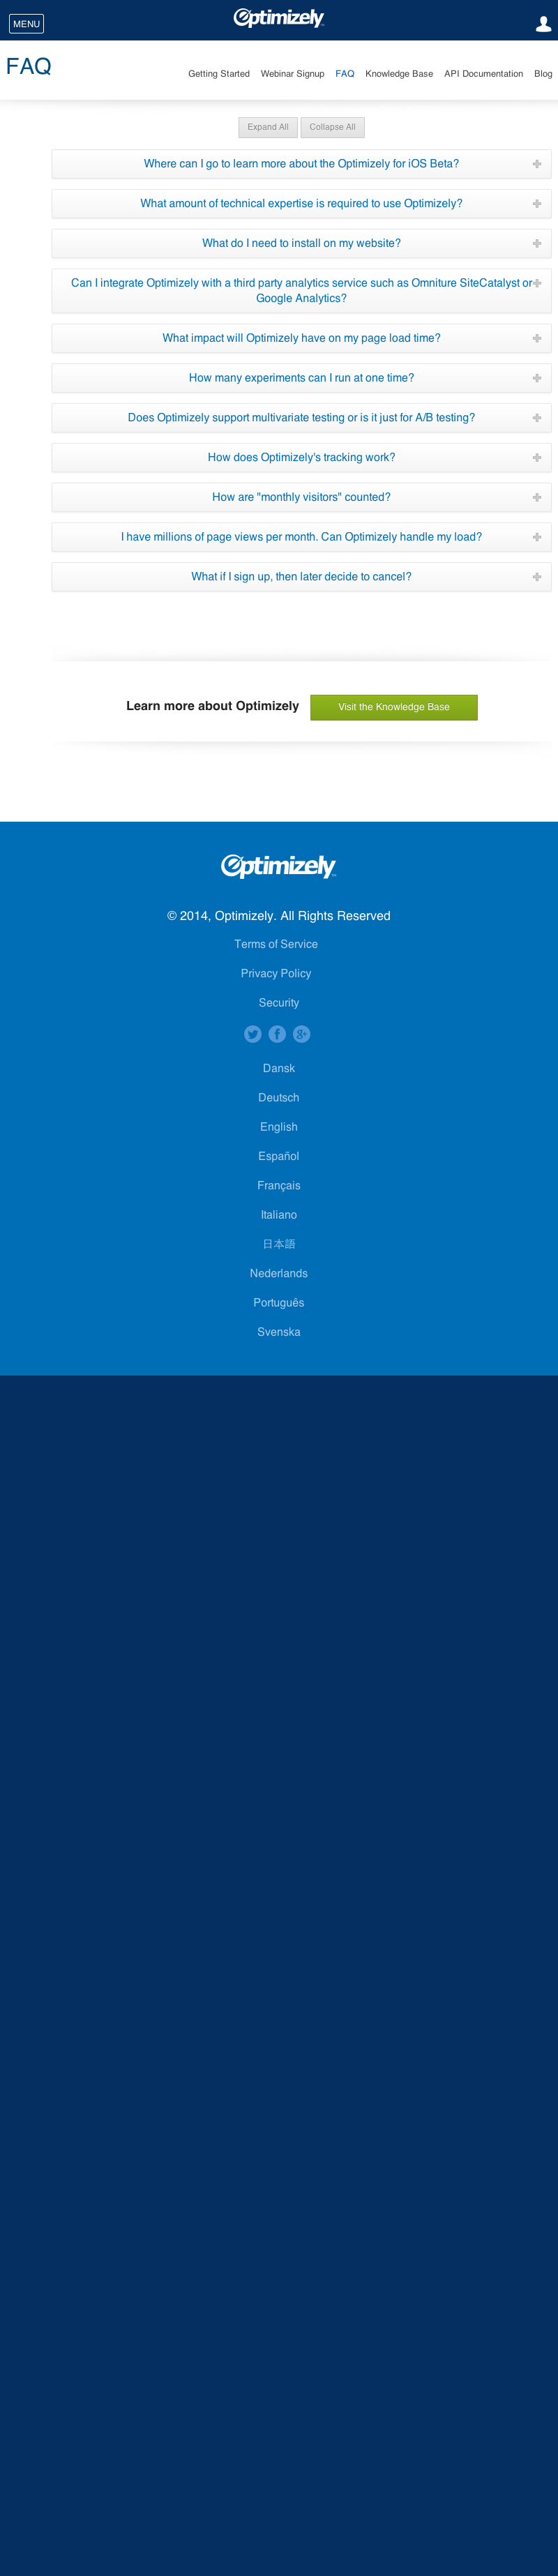 MENU
Optimizely
FAQ
Getting Started Webinar Signup FAQ Knowledge Base API Documentation Blog
Expand All Collapse All
Where can I go to learn more about the Optimizely for iOS Beta?
What amount of technical expertise is required to use Optimizely?
What do I need to install on my website?
Can I integrate Optimizely with a third party analytics service such as Omniture SiteCatalyst or
Google Analytics?
What impact will Optimizely have on my page load time?
How many experiments can I run at one time?
Does Optimizely support multivariate testing or is it just for A/B testing?
How does Optimizely's tracking work?
How are "monthly visitors" counted?
I have millions of page views per month. Can Optimizely handle my load?
What if I sign up, then later decide to cancel?
Learn more about Optimizely Visit the Knowledge Base
Optimizely
© 2014, Optimizely. All Rights Reserved
Terms of Service
Privacy Policy
Security
Dansk
Deutsch
English
Español
Français
Italiano
日本語
Nederlands
Português
Svenska